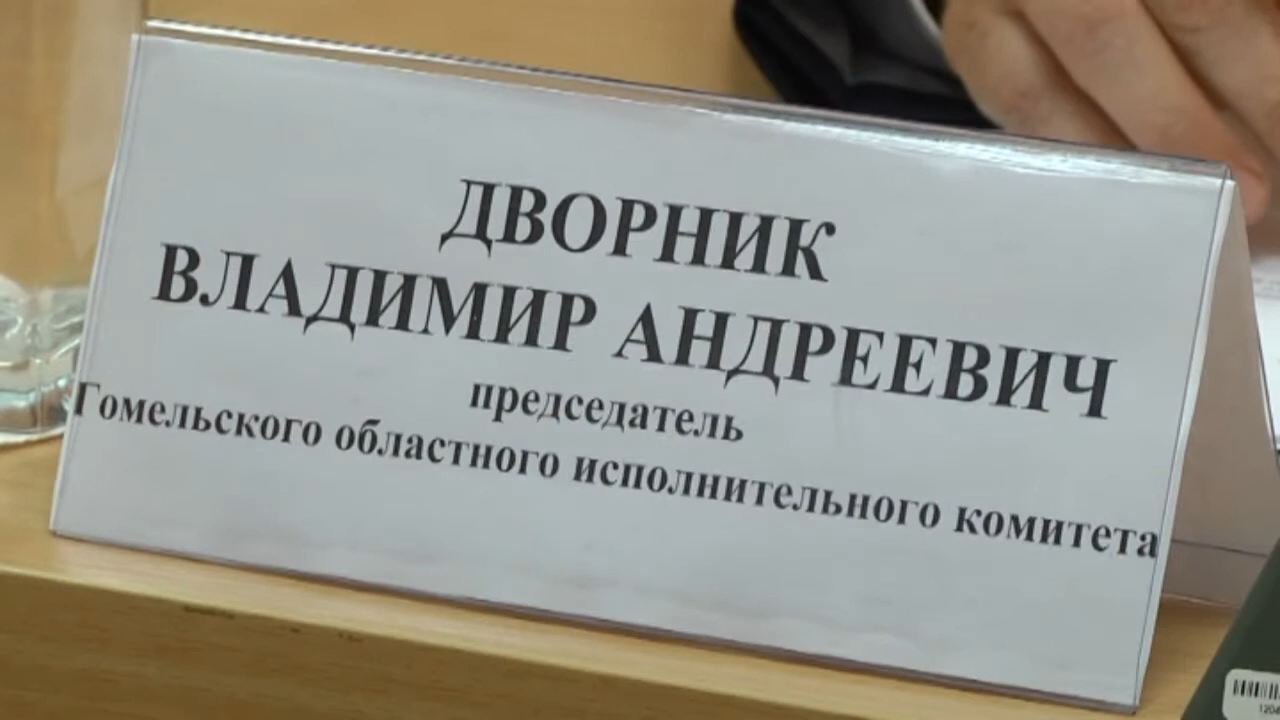 ДВОРНИК
ВЛАДИМИР АНДРЕЕВИЧ
председатель
Гомельского областного исполнительного комитета